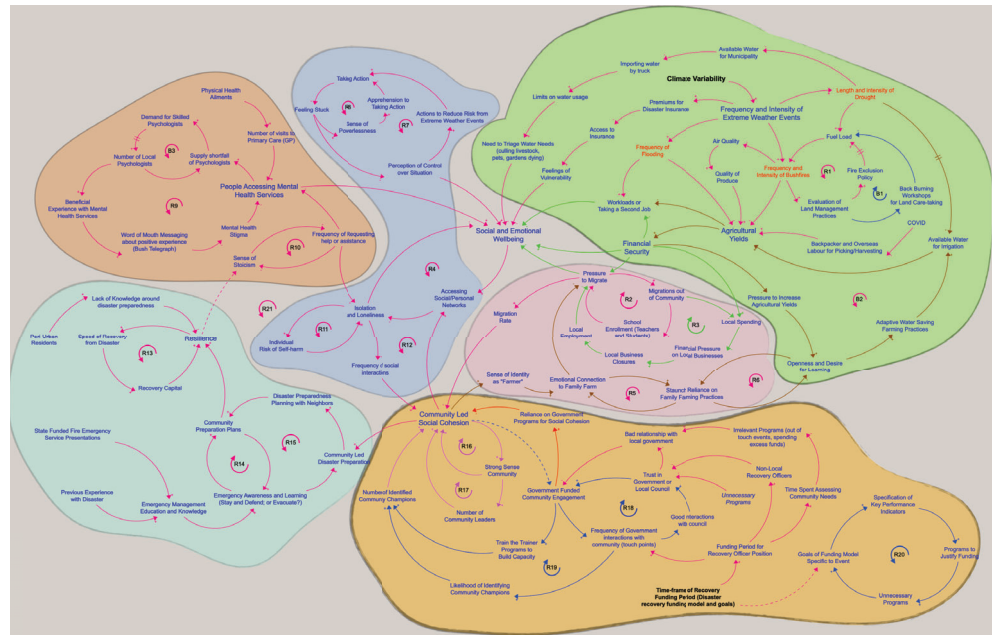 Physical Health
Ailments
Demand for Skilled
Psychologists
Number of visits to
Primary Care (GP)
B3
Number of Local
Psychologists
Supply shortfall
of Psychologists
People Accessing Mental
Health Services
Beneficial
Experience with Mental
Health Services
R9
Word of Mouth Messaging
about positive experience
(Bush Telegraph)
Mental Health
Stigma
R10
Frequency of
help or assistance
Sense of
Stoicism
Taking Action
Feeling Stuck
R6
Apprehension to
Taking Action
Sense of
Powerlessness
R7
Actions to Reduce Risk from
Extreme Weather Events
Perception of Control
over Situation
Social and Emotional
Wellbeing
R4
Accessing
Social/Personal
Networks
Isolation
and Loneliness
R21
R11
Individual
Risk of Self-harm
R12
Frequency
social
interactions
Available Water
for Municipality
Importing water
by truck
Climate Variability
Length and Intensity of
Drought
Limits on water usage
Premiums for
Disaster Insurance
Frequency and Intensity of
Extreme Weather Events
Access to
Insurance
Fuel Load
Need to Triage Water Needs
(culling livestock,
pets, gardens dying)
Frequency of
Flooding
Air Quality
Frequency and
Intensity of Bushfires
R1
Fire Exclusion
Policy
B1
Feelings of
Vulnerability
Quality of
Produce
Evaluation of
Land Management
Practices
Back Burning
Workshops
for Land Care-taking
Workloads or
Taking a Second Job
Agricultural
Yields
COVID
Financial
Security
Backpacker and Overseas
Labour for Picking/Harvesting
Available Water
for Irrigation
Pressure to Increase
Agricultural Yields
B2
Adaptive Water Saving
Farming Practices
Openness and Desire
for Learning
Pressure
to Migrate
Migrations out
of Community
Migration
Rate
R2
School
Enrollment (Teachers
and Students)
R3
Local Spending
Local
Employment
Financial Pressure
on Local Businesses
Local Business
Closures
Sense of Identity
as "Farmer"
Emotional Connection
to Family Farm
R5
Staunct Reliance on
Family Farming Practices
R6
Lack of Knowledge around
disaster preparedness
Residents
Speed of Recovery
from Disaster
R13
Resilience
Recovery Capital
Disaster Preparedness
Planning with Neighbors
State Funded Fire Emergency
Service Presentations
Community
Preparation Plans
R15
R14
Community Led
Disaster Preparation
Previous Experience
with Disaster
Emergency Awareness and Learning
(Stay and Defend; or Evacuate?)
Emergency Management
Education and Knowledge
Community Led
Social Cohesion
Reliance on Government
Programs for Social Cohesion
Bad relationship with
local government
Irrelevant Programs (out of
touch events, spending
excess funds)
R16
Strong Sense
Community
R17
Number of
Community Leaders
Government Funded
Community Engagement
Trust in
Government or
Local Council
Non-Local
Recovery Officers
Time Spent Assessing
Community Needs
Unnecessary
Programs
Specification of
Key Performance
Indicators
R18
Good
with council
Frequency of Government
interactions with
community (touch points)
Funding Period for
Recovery Officer Position
Goals of Funding Model
Specific to Event
R20
Programs to
Justify Funding
Train the Trainer
Programs to
Build Capacity
R19
Likelihood of Identifying
Community Champions
Time-frame of Recovery
Funding Period (Disaster
recovery funding model and goals)
Unnecessary
Programs